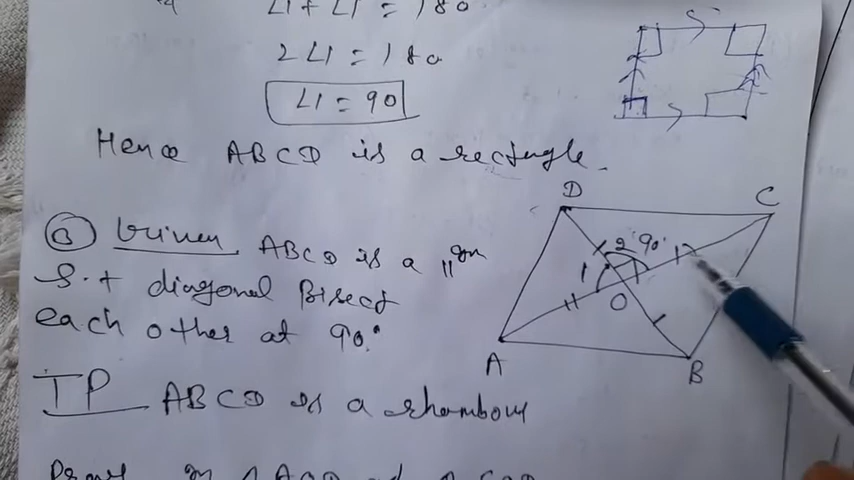 ∠1 + ∠1 = 180
2∠1 = 180
∠1 = 90
Hence ABCD is a rectangle.
③ Given ABCD is a ||gm
S.t diagonal Bisect
each other at 90°
TP ABCD is a rhombous
D C
2 90°
1
O
A B